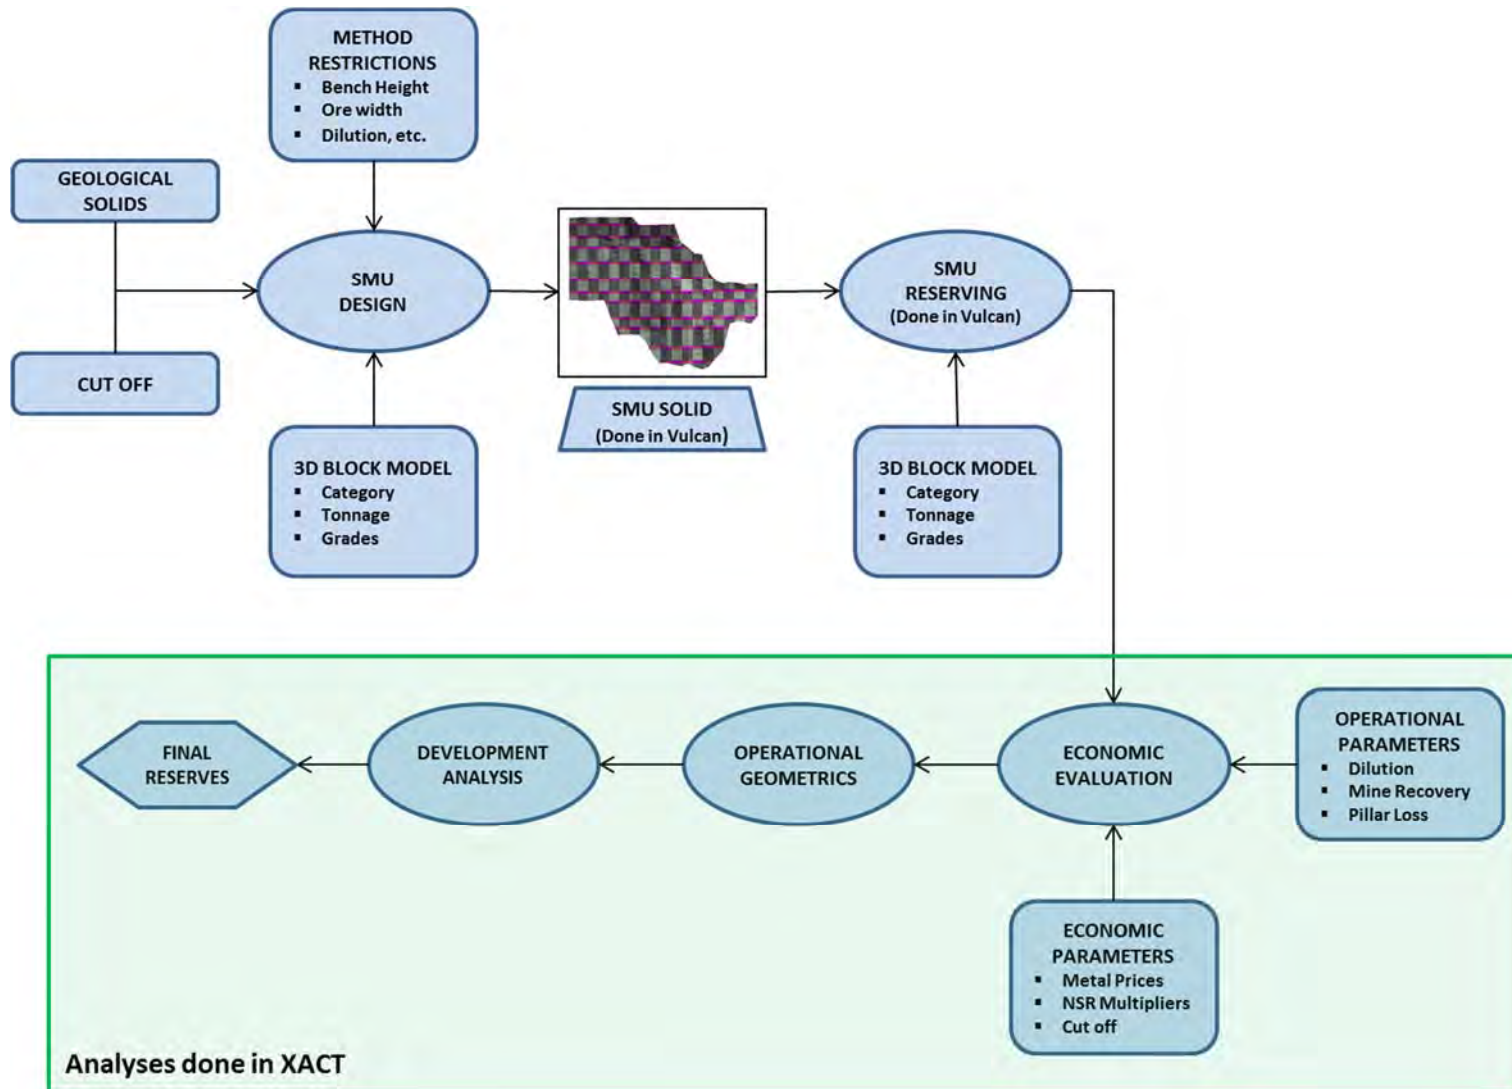 METHOD
RESTRICTIONS
▪ Bench Height
▪ Ore width
▪ Dilution, etc.
GEOLOGICAL
SOLIDS
CUT OFF
SMU
DESIGN
3D BLOCK MODEL
▪ Category
▪ Tonnage
▪ Grades
SMU SOLID
(Done in Vulcan)
SMU
RESERVING
(Done in Vulcan)
3D BLOCK MODEL
▪ Category
▪ Tonnage
▪ Grades
FINAL
RESERVES
DEVELOPMENT
ANALYSIS
OPERATIONAL
GEOMETRICS
ECONOMIC
EVALUATION
OPERATIONAL
PARAMETERS
▪ Dilution
▪ Mine Recovery
▪ Pillar Loss
ECONOMIC
PARAMETERS
▪ Metal Prices
▪ NSR Multipliers
▪ Cut off
Analyses done in XACT